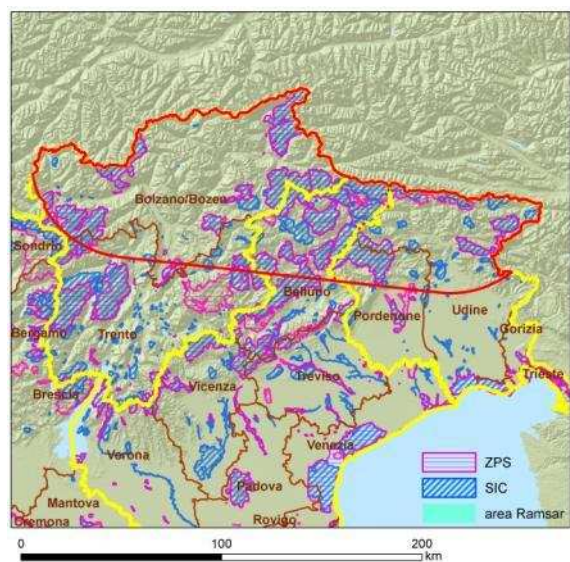 Bolzano/Bozen
Sondrio
Belluno
Udine
Pordenone
Bergamo
Trento
Gorizia
Treviso
Trieste
Vicenza
Brescia
Venezia
Verona
ZPS
Padova
SIC
Mantova
area Ramsar
Cremona
Rovigo
0 100 200
km